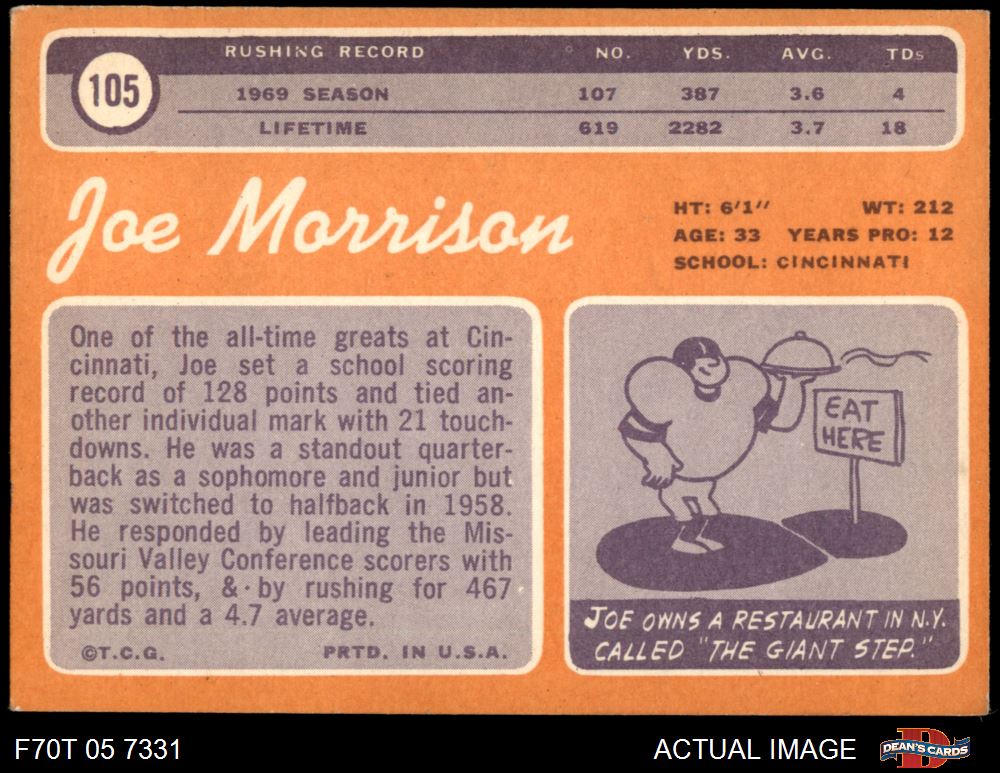 RUSHING RECORD NO. YDS. AVG. TDs
105
1969 SEASON 107 387 3.6 4
LIFETIME 619 2282 3.7 18
Joe Morrison
HT: 6'1'' WT: 212
AGE: 33 YEARS PRO: 12
SCHOOL: CINCINNATI
One of the all-time greats at Cin-
cinnati, Joe set a school scoring
record of 128 points and tied an-
other individual mark with 21 touch-
downs. He was a standout quarter-
back as a sophomore and junior but
was switched to halfback in 1958.
He responded by leading the Mis-
souri Valley Conference scorers with
56 points, & by rushing for 467
yards and a 4.7 average.
©T.C.G. PRTD. IN U.S.A.
EAT
HERE
JOE OWNS A RESTAURANT IN N.Y.
CALLED "THE GIANT STEP."
F70T 05 7331 ACTUAL IMAGE DEAN'S CARDS